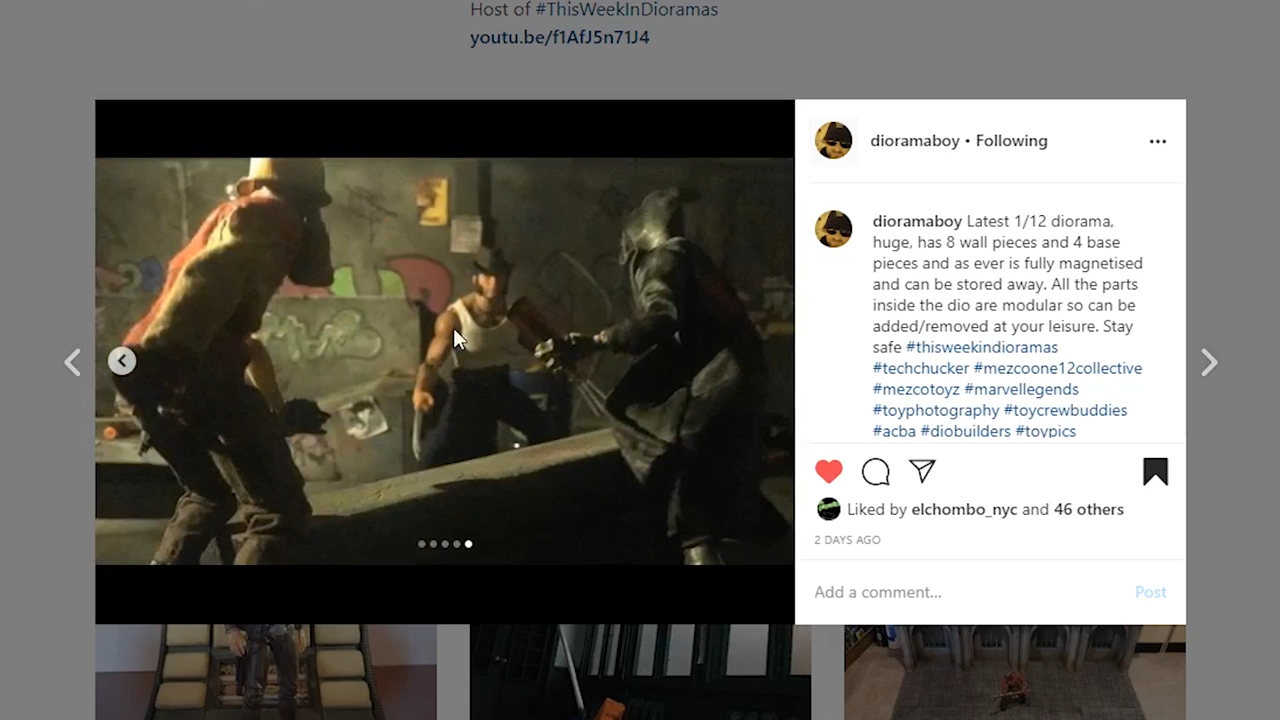 Host of #ThisWeekInDioramas
youtu.be/f1AfJ5n71J4
dioramaboy • Following
dioramaboy Latest 1/12 diorama,
huge, has 8 wall pieces and 4 base
pieces and as ever is fully magnetised
and can be stored away. All the parts
inside the dio are modular so can be
added/removed at your leisure. Stay
safe #thisweekindioramas
#techchucker #mezcoone12collective
#mezcotoyz #marvellegends
#toyphotography #toycrewbuddies
#acba #diobuilders #toypics
Liked by elchombo_nyc and 46 others
2 DAYS AGO
Add a comment...
Post